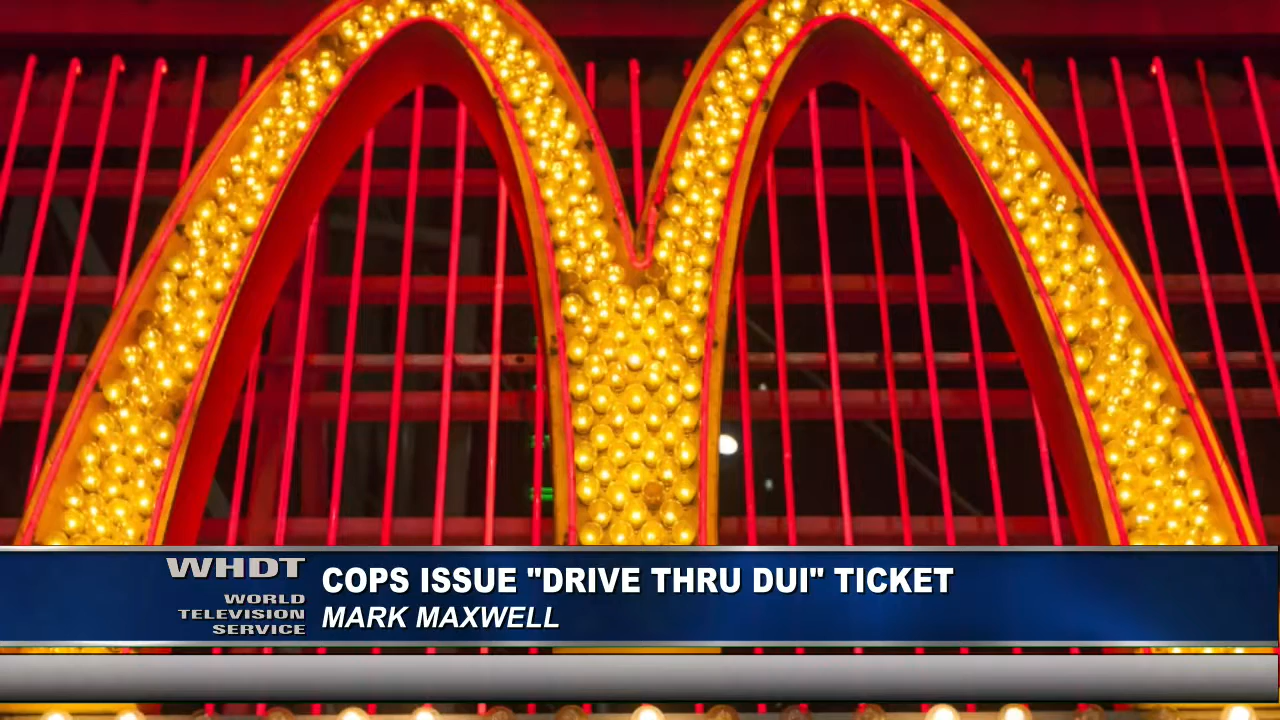 WHDT
WORLD
TELEVISION
SERVICE
COPS ISSUE "DRIVE THRU DUI" TICKET
MARK MAXWELL